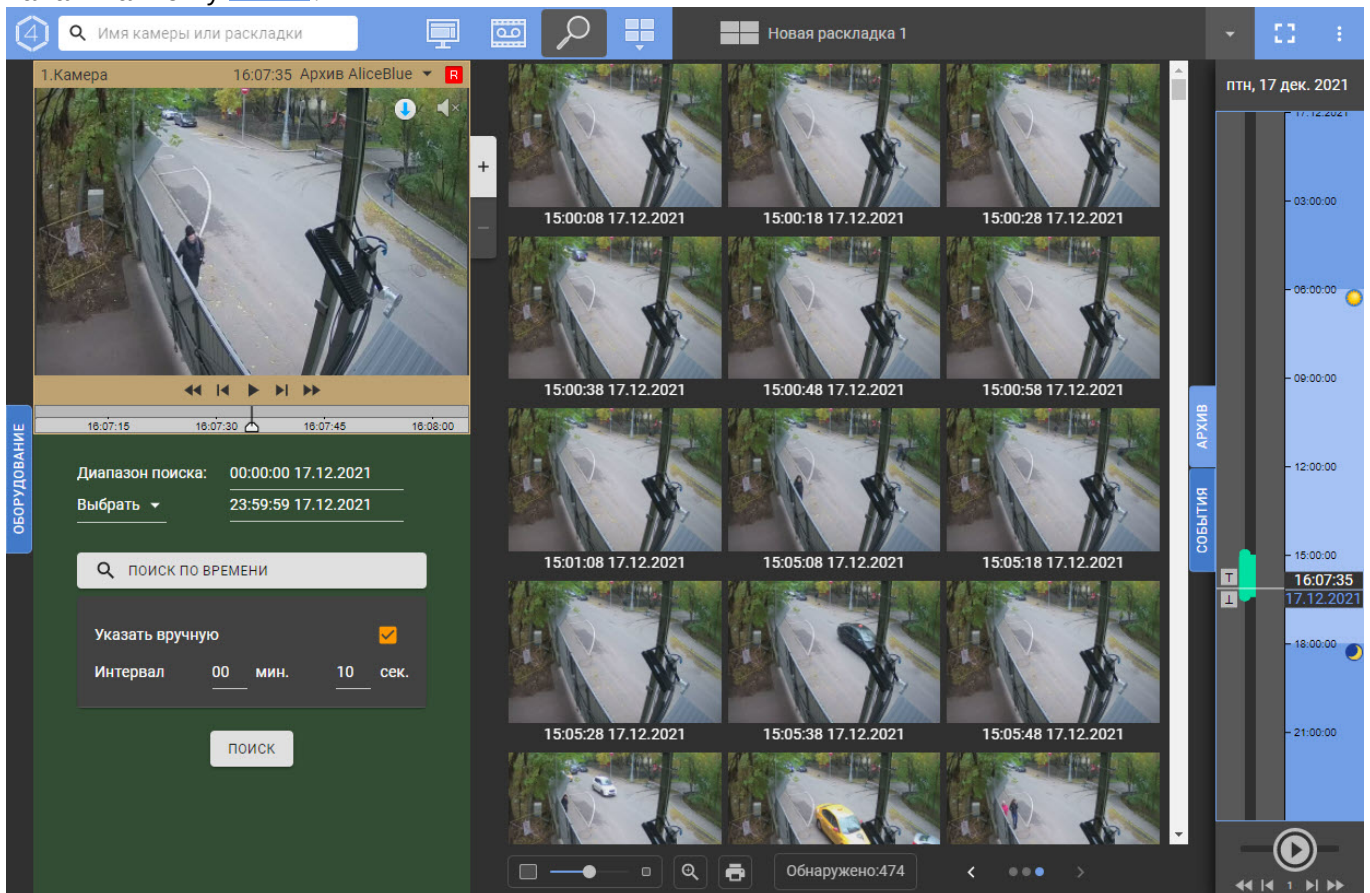 4
Имя камеры или раскладки
Новая раскладка 1
1.Камера
16:07:35 Архив AliceBlue
R
16:07:15
16:07:30
16:07:45
16:08:00
ОБОРУДОВАНИЕ
Диапазон поиска:
00:00:00 17.12.2021
Выбрать
23:59:59 17.12.2021
ПОИСК ПО ВРЕМЕНИ
Указать вручную
Интервал 00 мин. 10 сек.
ПОИСК
+
−
15:00:08 17.12.2021
15:00:18 17.12.2021
15:00:28 17.12.2021
15:00:38 17.12.2021
15:00:48 17.12.2021
15:00:58 17.12.2021
15:01:08 17.12.2021
15:05:08 17.12.2021
15:05:18 17.12.2021
15:05:28 17.12.2021
15:05:38 17.12.2021
15:05:48 17.12.2021
Обнаружено:474
АРХИВ
СОБЫТИЯ
птн, 17 дек. 2021
17.12.2021
03:00:00
06:00:00
09:00:00
12:00:00
15:00:00
16:07:35
17.12.2021
18:00:00
21:00:00
1